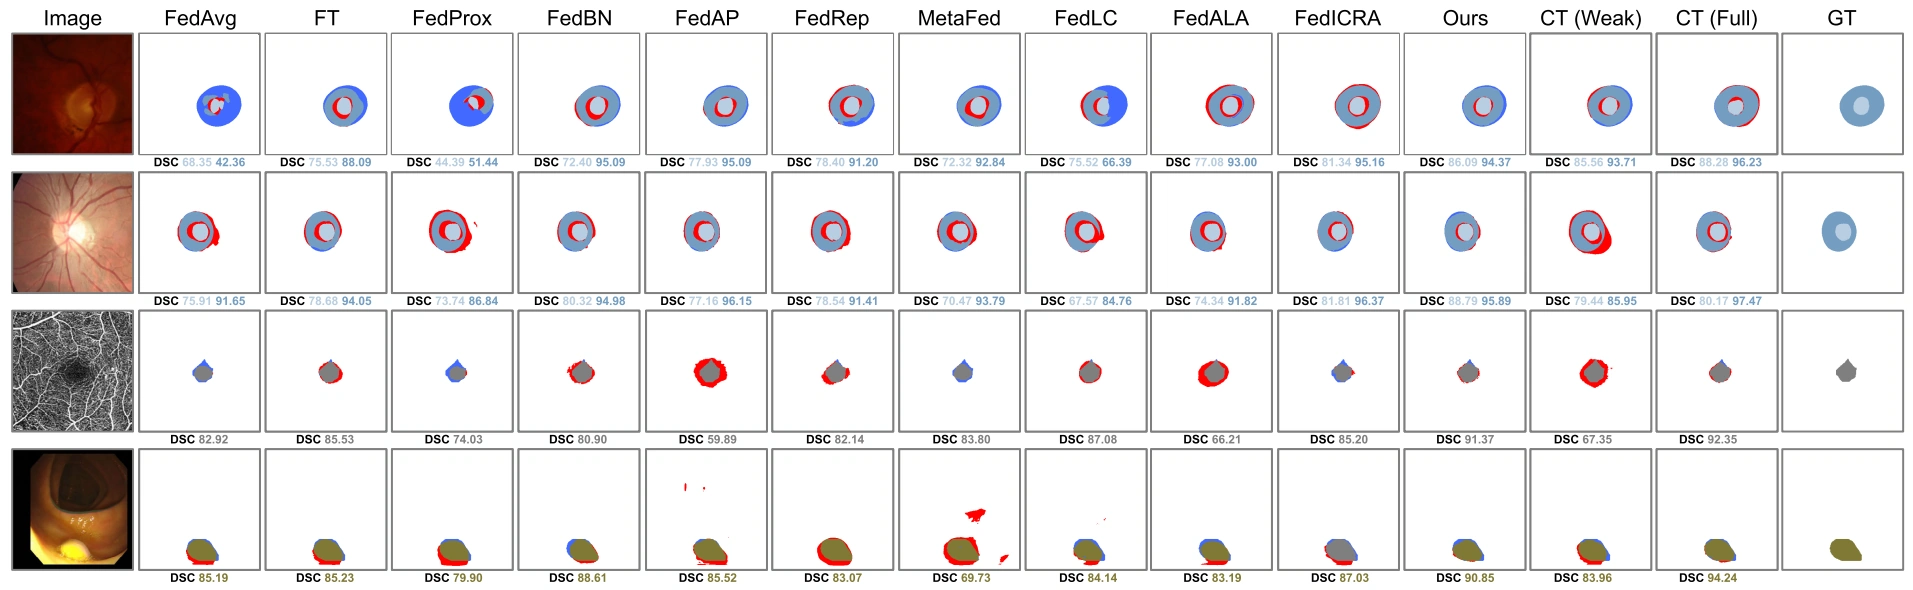 Image FedAvg FT FedProx FedBN FedAP FedRep MetaFed FedLC FedALA FedICRA Ours CT (Weak) CT (Full) GT
DSC 68.35 42.36 DSC 75.53 88.09 DSC 44.39 51.44 DSC 72.40 95.09 DSC 77.93 95.09 DSC 78.40 91.20 DSC 72.32 92.84 DSC 75.52 66.39 DSC 77.08 93.00 DSC 81.34 95.16 DSC 86.09 94.37 DSC 85.56 93.71 DSC 88.28 96.23
DSC 75.91 91.65 DSC 78.68 94.05 DSC 73.74 86.84 DSC 80.32 94.98 DSC 77.16 96.15 DSC 78.54 91.41 DSC 70.47 93.79 DSC 67.57 84.76 DSC 74.34 91.82 DSC 81.81 96.37 DSC 88.79 95.89 DSC 79.44 85.95 DSC 80.17 97.47
DSC 82.92 DSC 85.53 DSC 74.03 DSC 80.90 DSC 59.89 DSC 82.14 DSC 83.80 DSC 87.08 DSC 66.21 DSC 85.20 DSC 91.37 DSC 67.35 DSC 92.35
DSC 85.19 DSC 85.23 DSC 79.90 DSC 88.61 DSC 85.52 DSC 83.07 DSC 69.73 DSC 84.14 DSC 83.19 DSC 87.03 DSC 90.85 DSC 83.96 DSC 94.24